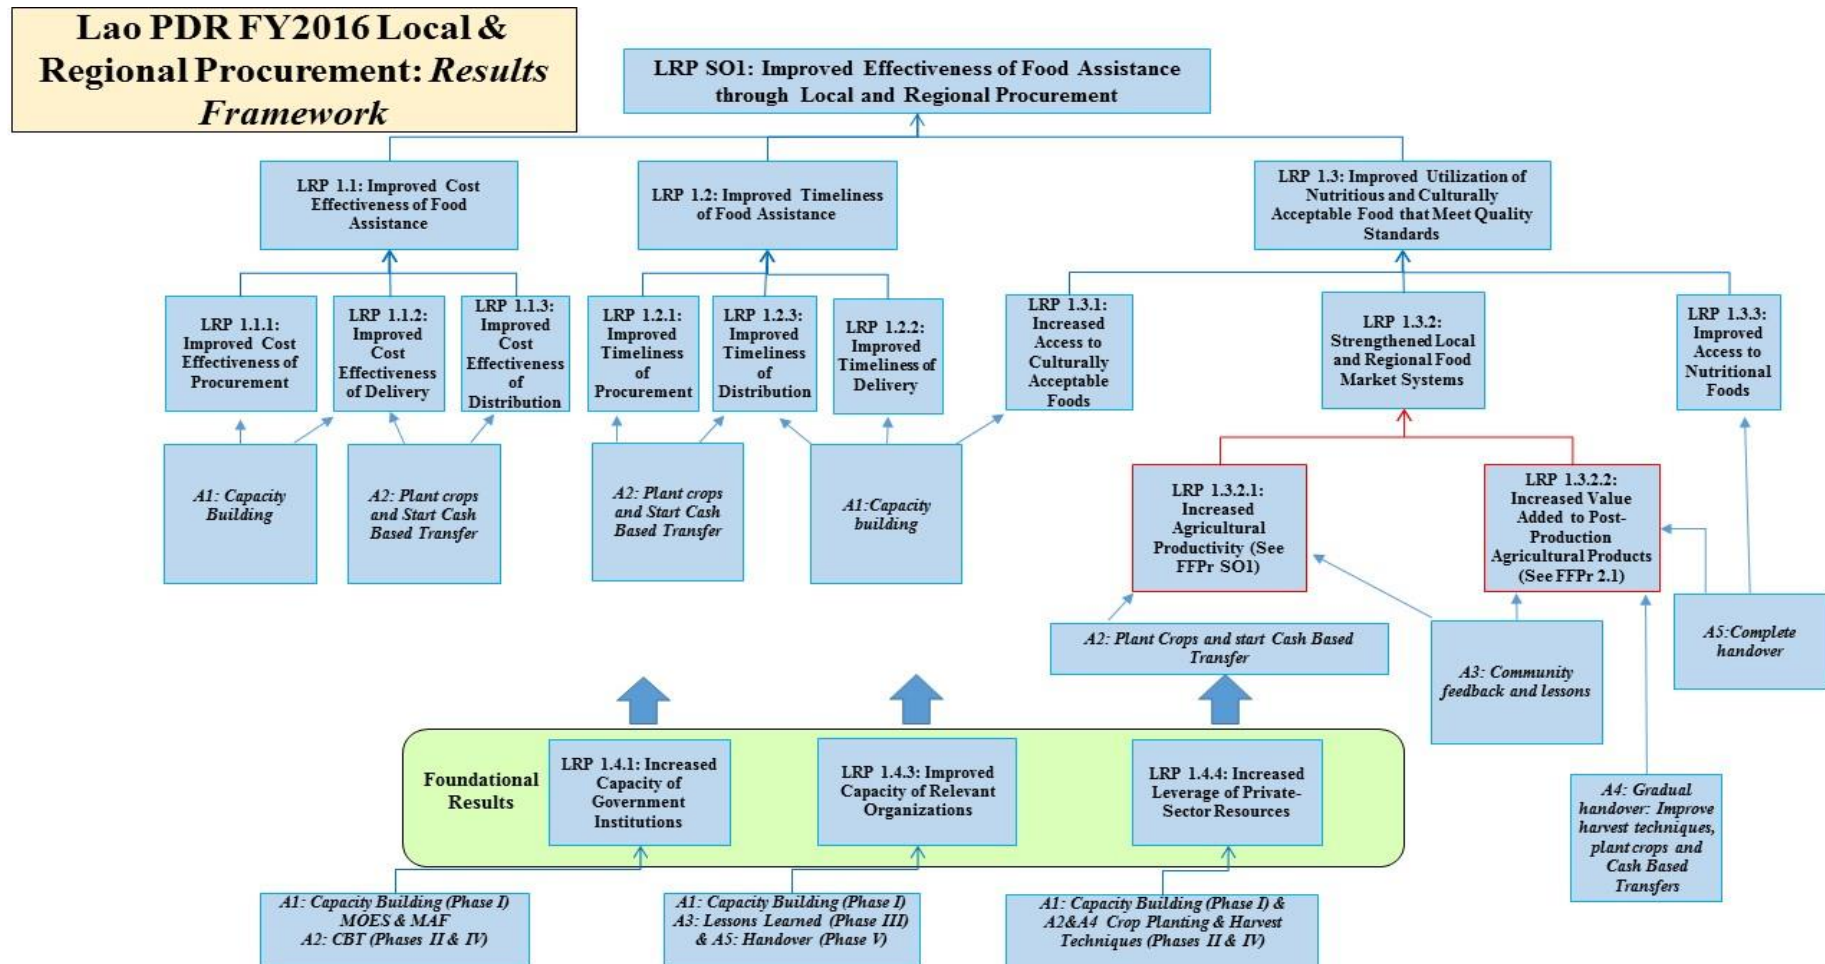 Lao PDR FY2016 Local &
Regional Procurement: Results
Framework
LRP SO1: Improved Effectiveness of Food Assistance
through Local and Regional Procurement
LRP 1.1: Improved Cost
Effectiveness of Food
Assistance
LRP 1.2: Improved Timeliness
of Food Assistance
LRP 1.3: Improved Utilization of
Nutritious and Culturally
Acceptable Food that Meet Quality
Standards
LRP 1.1.1:
Improved Cost
Effectiveness of
Procurement
LRP 1.1.2:
Improved
Cost
Effectiveness
of Delivery
LRP 1.1.3:
Improved
Cost
Effectiveness
of
Distribution
LRP 1.2.1:
Improved
Timeliness
of
Procurement
LRP 1.2.3:
Improved
Timeliness
of
Distribution
LRP 1.2.2:
Improved
Timeliness of
Delivery
LRP 1.3.1:
Increased
Access to
Culturally
Acceptable
Foods
LRP 1.3.2:
Strengthened Local
and Regional Food
Market Systems
LRP 1.3.3:
Improved
Access to
Nutritional
Foods
A1: Capacity
Building
A2: Plant crops
and Start Cash
Based Transfer
A2: Plant crops
and Start Cash
Based Transfer
A1:Capacity
building
LRP 1.3.2.1:
Increased
Agricultural
Productivity (See
FFPr SO1)
LRP 1.3.2.2:
Increased Value
Added to Post-
Production
Agricultural Products
(See FFPr 2.1)
A2: Plant Crops and start Cash Based
Transfer
A3: Community
feedback and lessons
A5:Complete
handover
A4: Gradual
handover: Improve
harvest techniques,
plant crops and
Cash Based
Transfers
Foundational
Results
LRP 1.4.1: Increased
Capacity of
Government
Institutions
LRP 1.4.3: Improved
Capacity of Relevant
Organizations
LRP 1.4.4: Increased
Leverage of Private-
Sector Resources
A1: Capacity Building (Phase I)
MOES & MAF
A2: CBT (Phases II & IV)
A1: Capacity Building (Phase I)
A3: Lessons Learned (Phase III)
& A5: Handover (Phase V)
A1: Capacity Building (Phase I) &
A2&A4 Crop Planting & Harvest
Techniques (Phases II & IV)